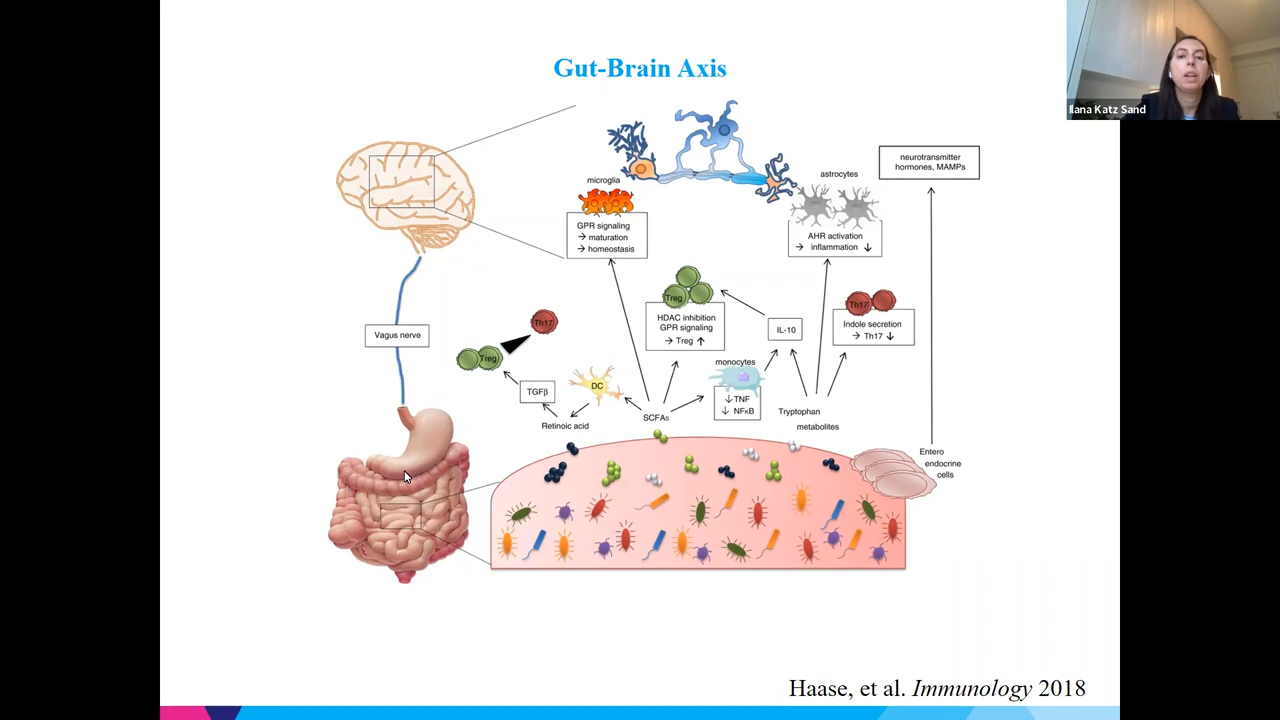 Gut-Brain Axis
Ilana Katz Sand
neurotransmitter
hormones, MAMPs
microglia
astrocytes
GPR signaling
→ maturation
→ homeostasis
AHR activation
→ inflammation ↓
Vagus nerve
Th17
Treg
Treg
HDAC inhibition
GPR signaling
→ Treg ↑
IL-10
Th17
Indole secretion
→ Th17 ↓
TGFβ
DC
Retinoic acid
SCFAs
monocytes
↓ TNF
↓ NFκB
Tryptophan
metabolites
Entero
endocrine
cells
Haase, et al. Immunology 2018